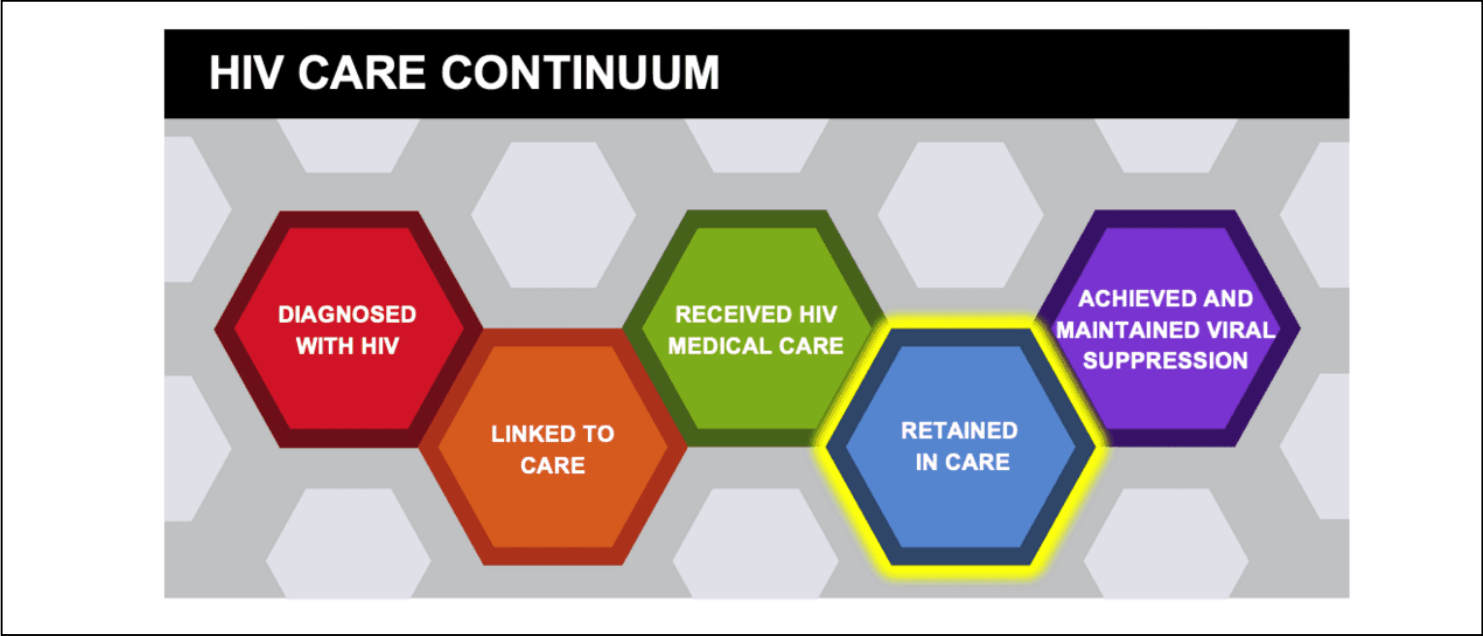 HIV CARE CONTINUUM
DIAGNOSED
WITH HIV
LINKED TO
CARE
RECEIVED HIV
MEDICAL CARE
RETAINED
IN CARE
ACHIEVED AND
MAINTAINED VIRAL
SUPPRESSION